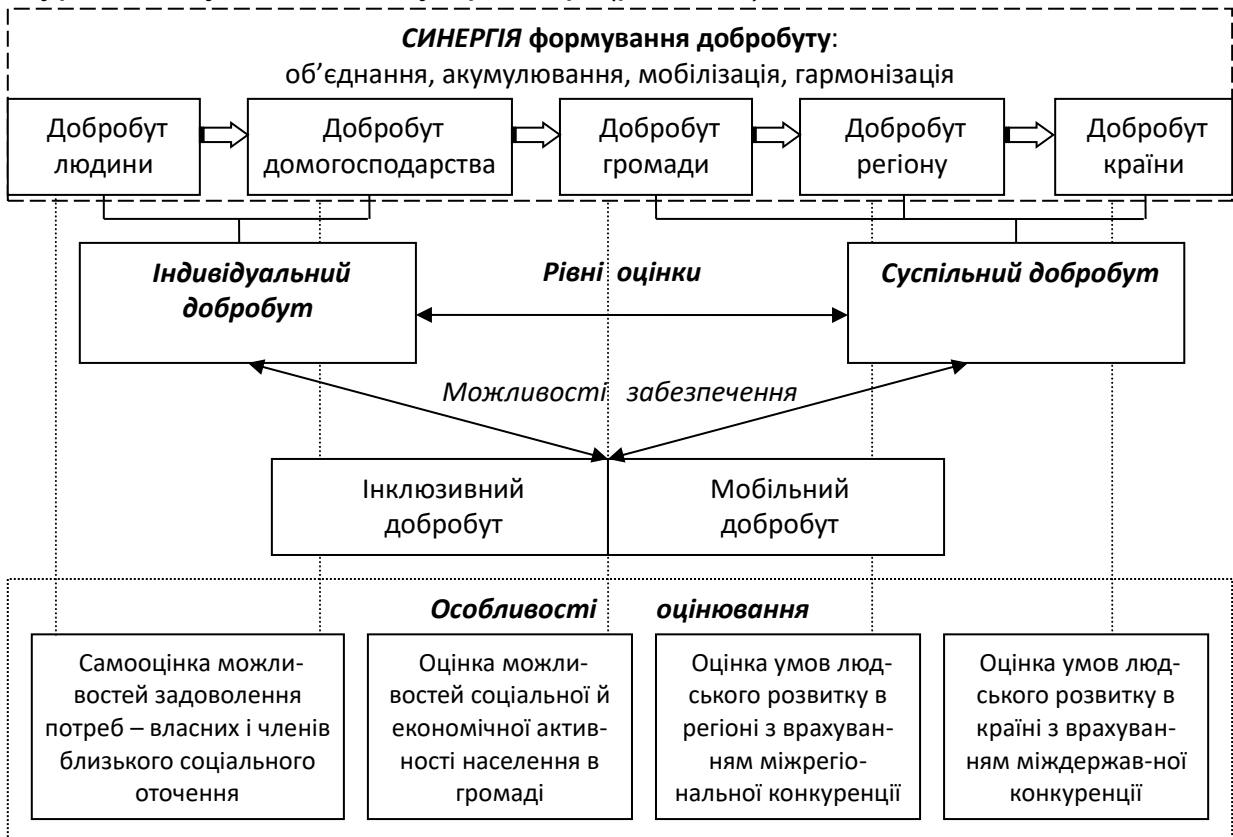 СИНЕРГІЯ формування добробуту:
об’єднання, акумулювання, мобілізація, гармонізація
Добробут
людини
Добробут
домогосподарства
Добробут
громади
Добробут
регіону
Добробут
країни
Індивідуальний
добробут
Рівні оцінки
Суспільний добробут
Можливості забезпечення
Інклюзивний
добробут
Мобільний
добробут
Особливості оцінювання
Самооцінка можли-
востей задоволення
потреб – власних і членів
близького соціального
оточення
Оцінка можли-
востей соціальної й
економічної актив-
ності населення в
громаді
Оцінка умов люд-
ського розвитку в
регіоні з врахуван-
ням міжрегіо-
нальної конкуренції
Оцінка умов люд-
ського розвитку в
країні з врахуван-
ням міждержав-ної
конкуренції